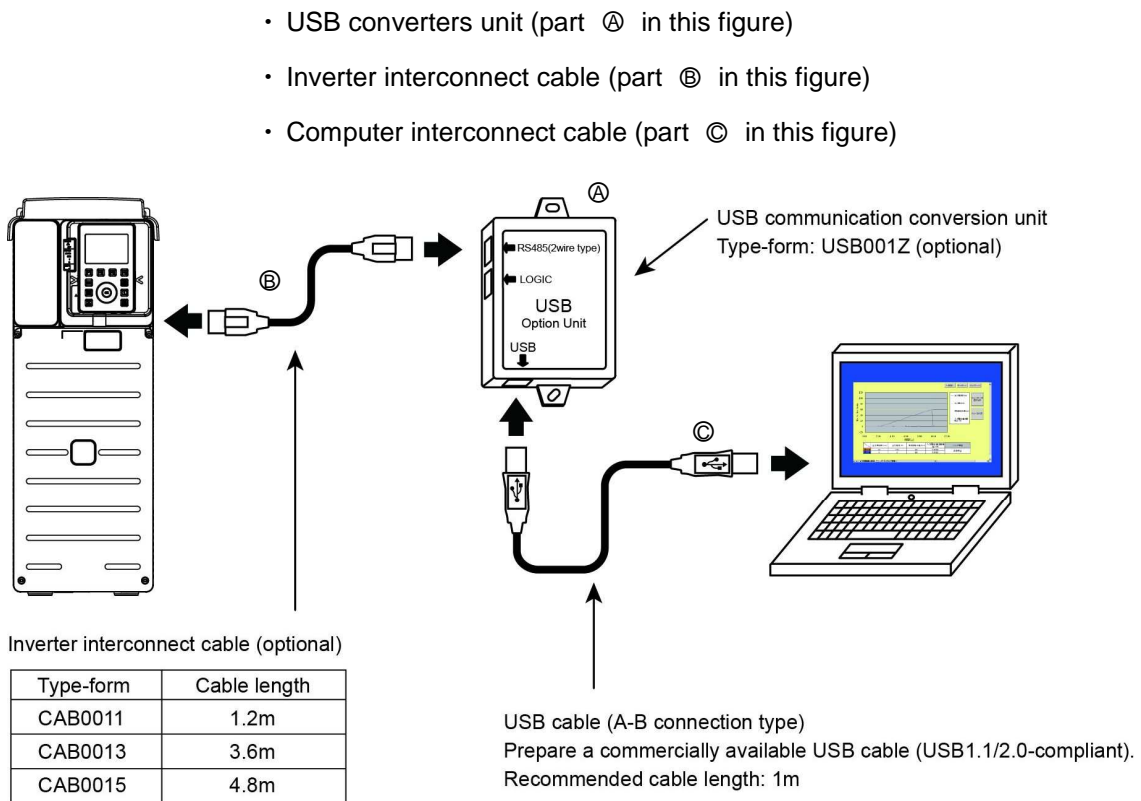 ・ USB converters unit (part Ⓐ in this figure)
・ Inverter interconnect cable (part Ⓑ in this figure)
・ Computer interconnect cable (part Ⓒ in this figure)
Ⓐ
USB communication conversion unit
Type-form: USB001Z (optional)
RS485(2wire type)
LOGIC
USB
Option Unit
USB
Ⓑ
Ⓒ
Inverter interconnect cable (optional)
Type-form Cable length
CAB0011 1.2m
CAB0013 3.6m
CAB0015 4.8m
USB cable (A-B connection type)
Prepare a commercially available USB cable (USB1.1/2.0-compliant).
Recommended cable length: 1m